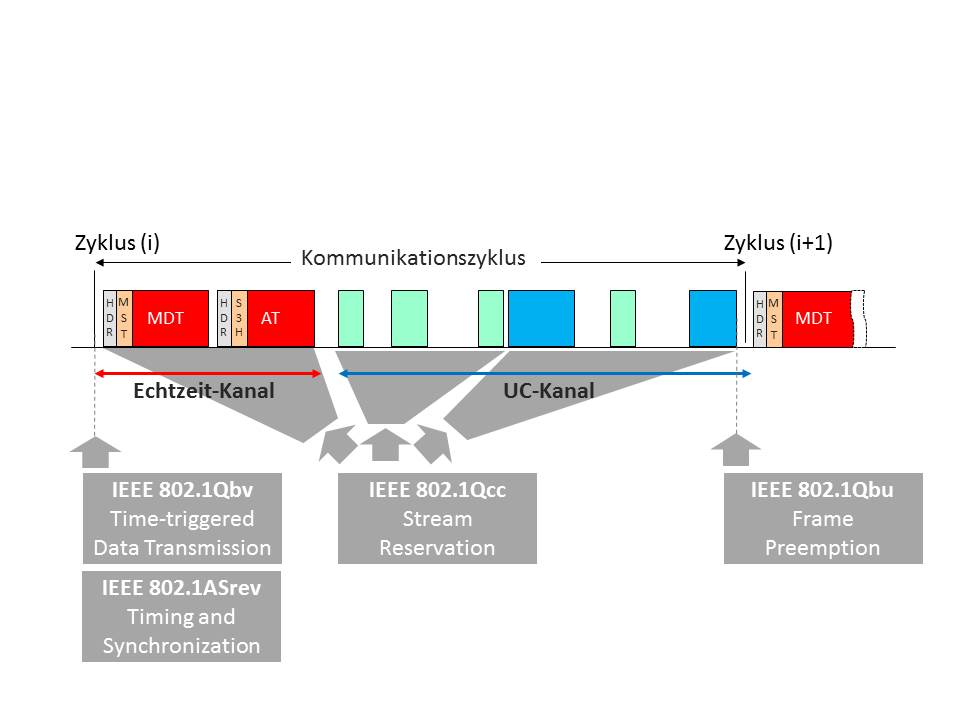 Zyklus (i)
Kommunikationszyklus
Zyklus (i+1)
HDR
MST
MDT
HDR
S3H
AT
HDR
MST
MDT
Echtzeit-Kanal
UC-Kanal
IEEE 802.1Qbv
Time-triggered
Data Transmission
IEEE 802.1Qcc
Stream
Reservation
IEEE 802.1Qbu
Frame
Preemption
IEEE 802.1ASrev
Timing and
Synchronization